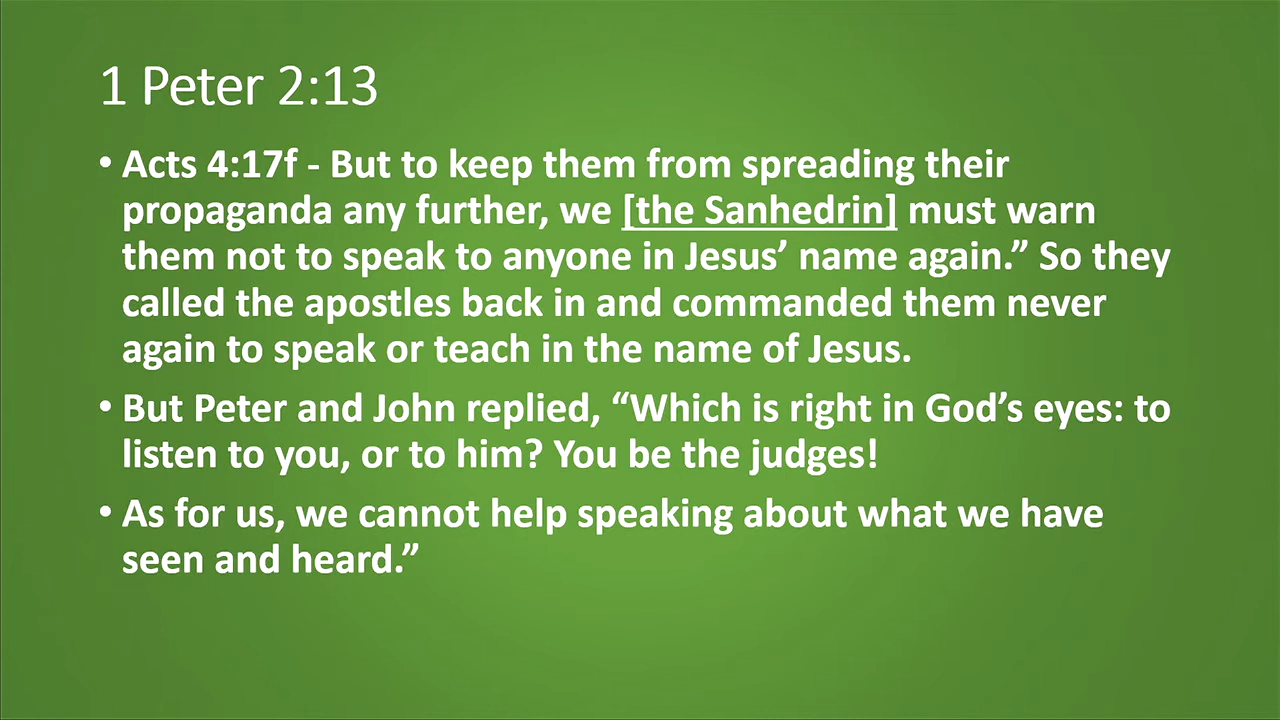 1 Peter 2:13
• Acts 4:17f - But to keep them from spreading their
propaganda any further, we [the Sanhedrin] must warn
them not to speak to anyone in Jesus’ name again.” So they
called the apostles back in and commanded them never
again to speak or teach in the name of Jesus.
• But Peter and John replied, “Which is right in God’s eyes: to
listen to you, or to him? You be the judges!
• As for us, we cannot help speaking about what we have
seen and heard.”